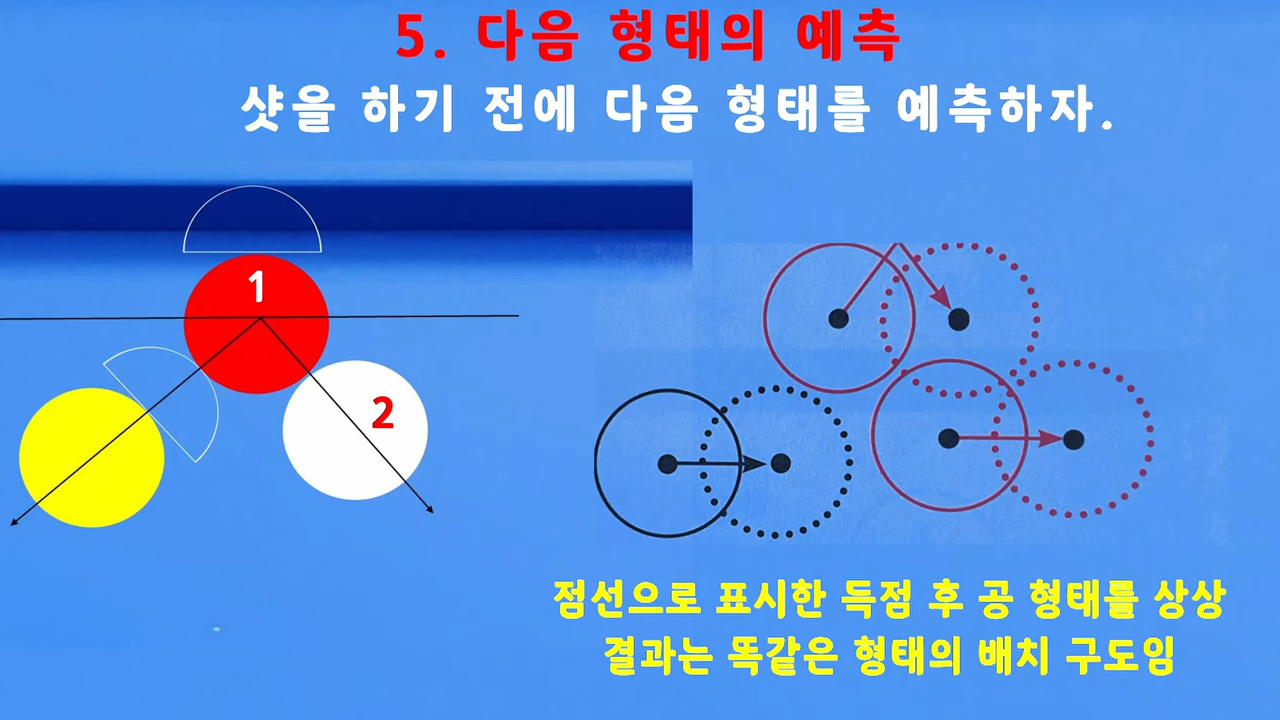 5. 다음 형태의 예측
샷을 하기 전에 다음 형태를 예측하자.
1
2
점선으로 표시한 득점 후 공 형태를 상상
결과는 똑같은 형태의 배치 구도임